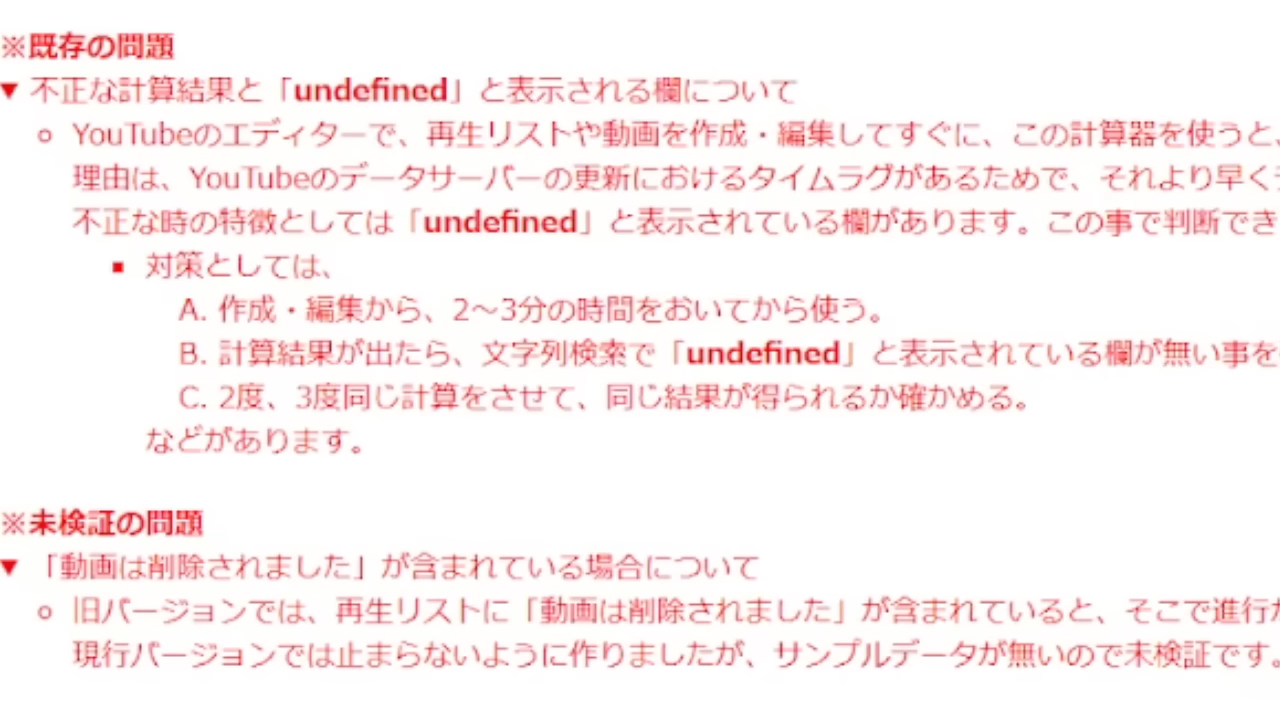 ※既存の問題
▼ 不正な計算結果と「undefined」と表示される欄について
○ YouTubeのエディターで、再生リストや動画を作成・編集してすぐに、この計算器を使うと、
理由は、YouTubeのデータサーバーの更新におけるタイムラグがあるためで、それより早く
不正な時の特徴としては「undefined」と表示されている欄があります。この事で判断でき
■ 対策としては、
A. 作成・編集から、2〜3分の時間をおいてから使う。
B. 計算結果が出たら、文字列検索で「undefined」と表示されている欄が無い事を
C. 2度、3度同じ計算をさせて、同じ結果が得られるか確かめる。
などがあります。
※未検証の問題
▼ 「動画は削除されました」が含まれている場合について
○ 旧バージョンでは、再生リストに「動画は削除されました」が含まれていると、そこで進行が
現行バージョンでは止まらないように作りましたが、サンプルデータが無いので未検証です。